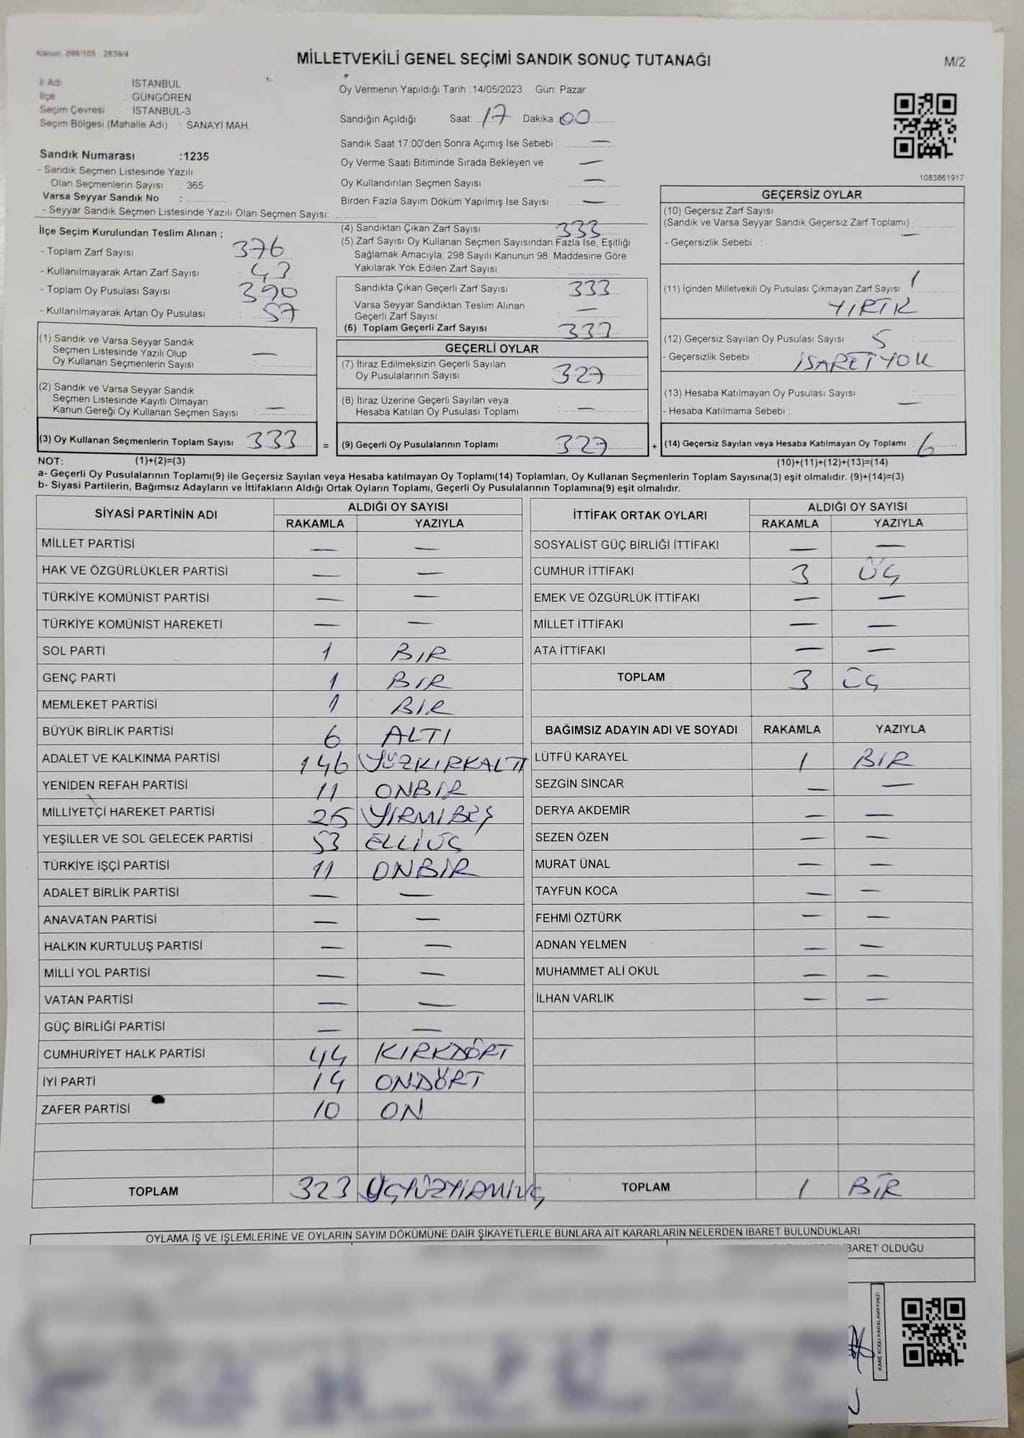 Kanun: 298/105 : 2839/4
MİLLETVEKİLİ GENEL SEÇİMİ SANDIK SONUÇ TUTANAĞI
M/2
İl Adı : İSTANBUL
İlçe : GÜNGÖREN
Seçim Çevresi : İSTANBUL-3
Seçim Bölgesi (Mahalle Adı) : SANAYİ MAH.
Oy Vermenin Yapıldığı Tarih : 14/05/2023 Gün: Pazar
Sandığın Açıldığı Saat: 17 Dakika: 00
Sandık Saat 17:00'den Sonra Açımış İse Sebebi : —
Oy Verme Saati Bitiminde Sırada Bekleyen ve —
Oy Kullandırılan Seçmen Sayısı —
Birden Fazla Sayım Döküm Yapılmış İse Sayısı —
1083861917
Sandık Numarası :1235
- Sandık Seçmen Listesinde Yazılı
Olan Seçmenlerin Sayısı : 365
Varsa Seyyar Sandık No :
- Seyyar Sandık Seçmen Listesinde Yazılı Olan Seçmen Sayısı:
İlçe Seçim Kurulundan Teslim Alınan ;
- Toplam Zarf Sayısı 376
- Kullanılmayarak Artan Zarf Sayısı 43
- Toplam Oy Pusulası Sayısı 390
- Kullanılmayarak Artan Oy Pusulası 57
(1) Sandık ve Varsa Seyyar Sandık
Seçmen Listesinde Yazılı Olup
Oy Kullanan Seçmenlerin Sayısı —
(2) Sandık ve Varsa Seyyar Sandık
Seçmen Listesinde Kayıtlı Olmayan
Kanun Gereği Oy Kullanan Seçmen Sayısı —
(3) Oy Kullanan Seçmenlerin Toplam Sayısı 333 =
(4) Sandıktan Çıkan Zarf Sayısı 333
(5) Zarf Sayısı Oy Kullanan Seçmen Sayısından Fazla İse, Eşitliği
Sağlamak Amacıyla; 298 Sayılı Kanunun 98. Maddesine Göre
Yakılarak Yok Edilen Zarf Sayısı
Sandıkta Çıkan Geçerli Zarf Sayısı 333
Varsa Seyyar Sandıktan Teslim Alınan
Geçerli Zarf Sayısı —
(6) Toplam Geçerli Zarf Sayısı 333
GEÇERLİ OYLAR
(7) İtiraz Edilmeksizin Geçerli Sayılan
Oy Pusulalarının Sayısı 327
(8) İtiraz Üzerine Geçerli Sayılan veya
Hesaba Katılan Oy Pusulası Toplamı —
(9) Geçerli Oy Pusulalarının Toplamı 327 +
GEÇERSİZ OYLAR
(10) Geçersiz Zarf Sayısı
(Sandık ve Varsa Seyyar Sandık Geçersiz Zarf Toplamı) —
- Geçersizlik Sebebi :
(11) İçinden Milletvekili Oy Pusulası Çıkmayan Zarf Sayısı 1
YIRTIK
(12) Geçersiz Sayılan Oy Pusulası Sayısı 5
- Geçersizlik Sebebi : İŞARET YOK
(13) Hesaba Katılmayan Oy Pusulası Sayısı —
- Hesaba Katılmama Sebebi :
(14) Geçersiz Sayılan veya Hesaba Katılmayan Oy Toplamı 6
NOT: (1)+(2)=(3) (10)+(11)+(12)+(13)=(14)
a- Geçerli Oy Pusulalarının Toplamı(9) ile Geçersiz Sayılan veya Hesaba katılmayan Oy Toplamı(14) Toplamları, Oy Kullanan Seçmenlerin Toplam Sayısına(3) eşit olmalıdır. (9)+(14)=(3)
b- Siyasi Partilerin, Bağımsız Adayların ve İttifakların Aldığı Ortak Oyların Toplamı, Geçerli Oy Pusulalarının Toplamına(9) eşit olmalıdır.
SİYASİ PARTİNİN ADI ALDIĞI OY SAYISI
RAKAMLA YAZIYLA
MİLLET PARTİSİ — —
HAK VE ÖZGÜRLÜKLER PARTİSİ — —
TÜRKİYE KOMÜNİST PARTİSİ — —
TÜRKİYE KOMÜNİST HAREKETİ — —
SOL PARTİ 1 BİR
GENÇ PARTİ 1 BİR
MEMLEKET PARTİSİ 1 BİR
BÜYÜK BİRLİK PARTİSİ 6 ALTI
ADALET VE KALKINMA PARTİSİ 146 YÜZKIRKALTI
YENİDEN REFAH PARTİSİ 11 ONBİR
MİLLİYETÇİ HAREKET PARTİSİ 25 YİRMİBEŞ
YEŞİLLER VE SOL GELECEK PARTİSİ 53 ELLİÜÇ
TÜRKİYE İŞÇİ PARTİSİ 11 ONBİR
ADALET BİRLİK PARTİSİ — —
ANAVATAN PARTİSİ — —
HALKIN KURTULUŞ PARTİSİ — —
MİLLİ YOL PARTİSİ — —
VATAN PARTİSİ — —
GÜÇ BİRLİĞİ PARTİSİ — —
CUMHURİYET HALK PARTİSİ 44 KIRKDÖRT
İYİ PARTİ 14 ONDÖRT
ZAFER PARTİSİ 10 ON
TOPLAM 323 ÜÇYÜZYİRMİÜÇ
İTTİFAK ORTAK OYLARI ALDIĞI OY SAYISI
RAKAMLA YAZIYLA
SOSYALİST GÜÇ BİRLİĞİ İTTİFAKI — —
CUMHUR İTTİFAKI 3 ÜÇ
EMEK VE ÖZGÜRLÜK İTTİFAKI — —
MİLLET İTTİFAKI — —
ATA İTTİFAKI — —
TOPLAM 3 ÜÇ
BAĞIMSIZ ADAYIN ADI VE SOYADI RAKAMLA YAZIYLA
LÜTFÜ KARAYEL 1 BİR
SEZGİN SİNCAR — —
DERYA AKDEMİR — —
SEZEN ÖZEN — —
MURAT ÜNAL — —
TAYFUN KOCA — —
FEHMİ ÖZTÜRK — —
ADNAN YELMEN — —
MUHAMMET ALİ OKUL — —
İLHAN VARLIK — —
TOPLAM 1 BİR
OYLAMA İŞ VE İŞLEMLERİNE VE OYLARIN SAYIM DÖKÜMÜNE DAİR ŞİKAYETLERLE BUNLARA AİT KARARLARIN NELERDEN İBARET BULUNDUKLARI
İBARET OLDUĞU